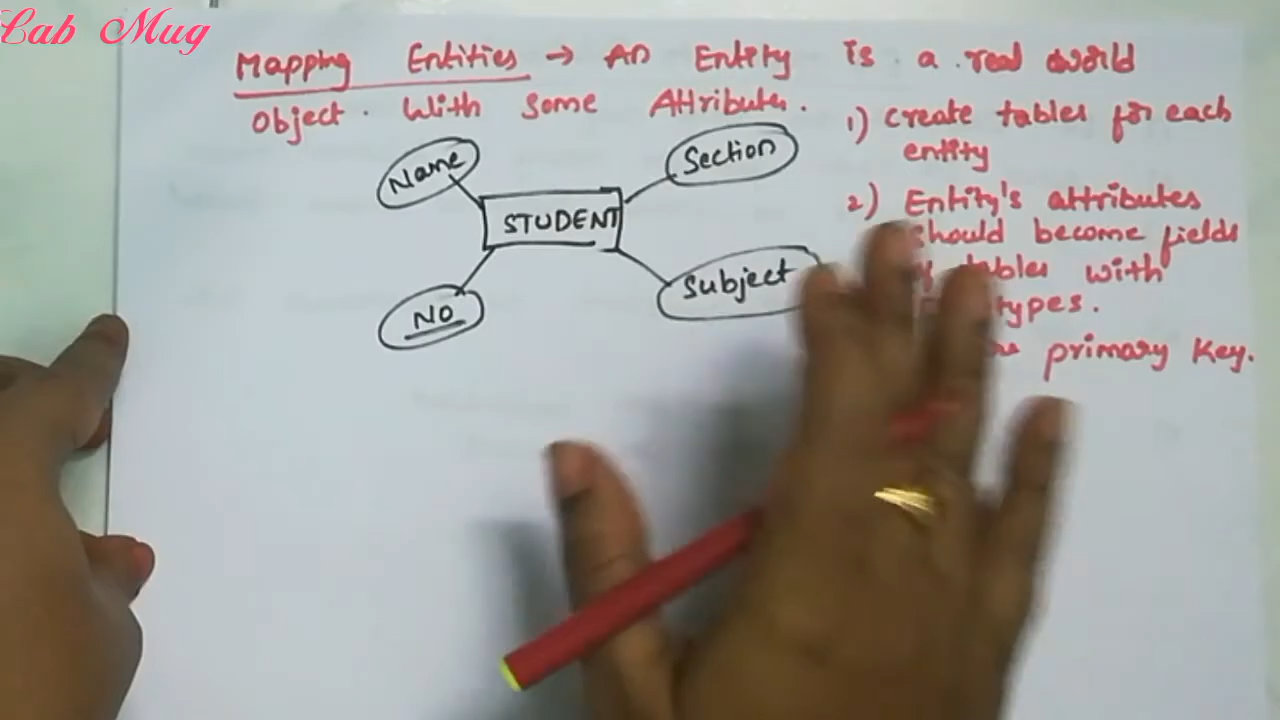 Lab Mug
Mapping Entities → An Entity is a real world
object. With some Attributes.
1) create tables for each
entity
2) Entity's attributes
should become fields
tables with
types.
primary key.
Name
Section
STUDENT
Subject
NO